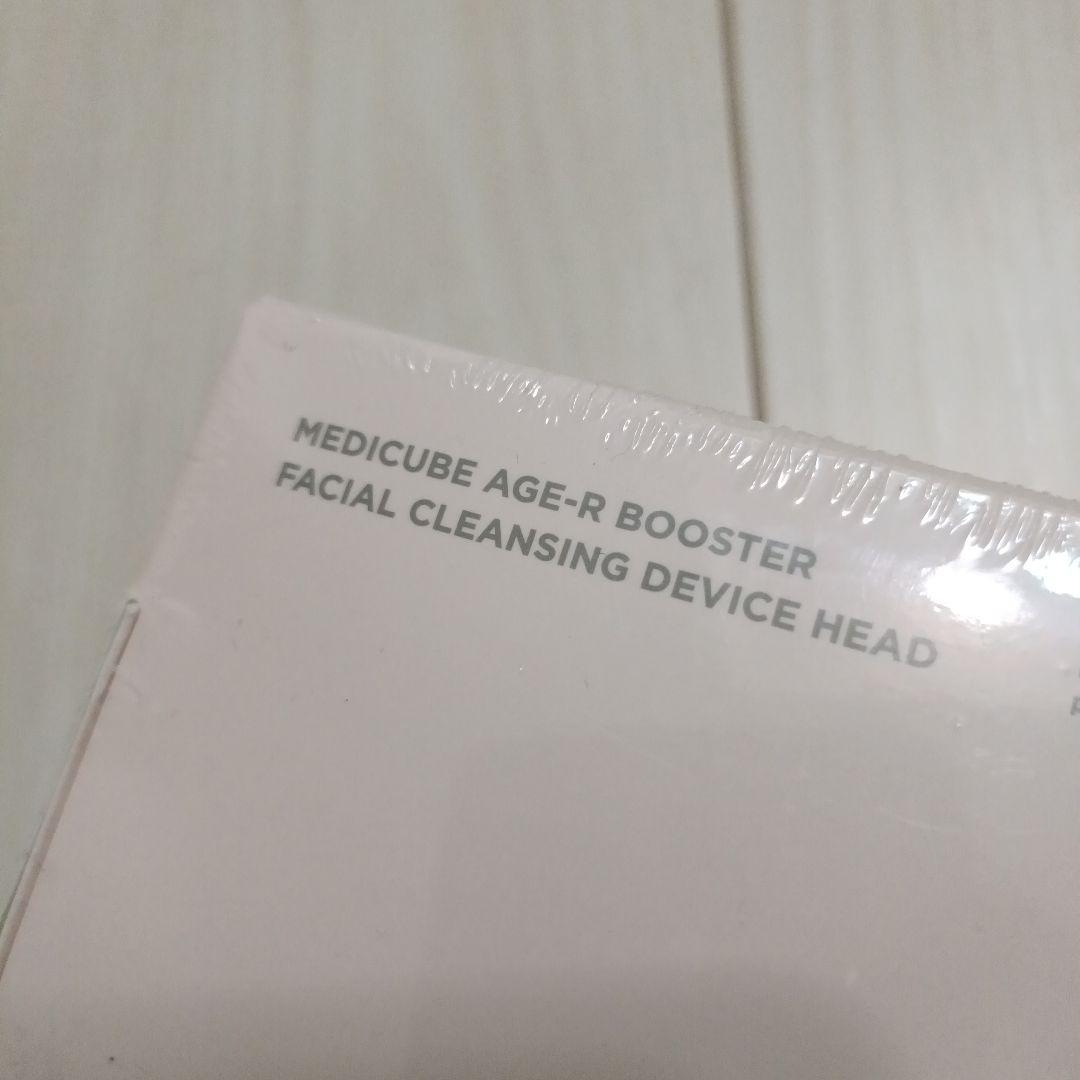 MEDICUBE AGE-R BOOSTER
FACIAL CLEANSING DEVICE HEAD